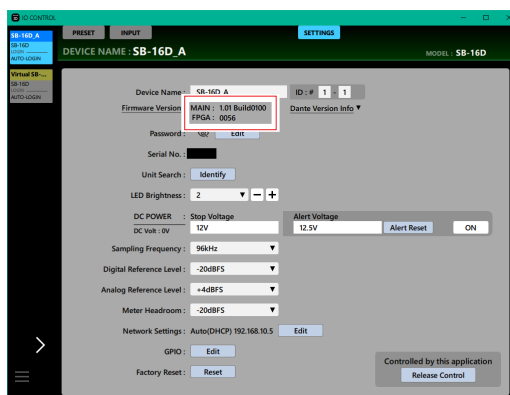 IO CONTROL
SB-16D_A
SB-16D
LOGIN
AUTO-LOGIN
Virtual SB-...
SB-16D
LOGIN
AUTO-LOGIN
PRESET INPUT SETTINGS
DEVICE NAME : SB-16D_A MODEL : SB-16D
Device Name : SB-16D_A ID : # 1 - 1
Firmware Version MAIN : 1.01 Build0100 Dante Version Info ▼
FPGA : 0056
Password : Edit
Serial No. :
Unit Search : Identify
LED Brightness : 2 ▼ − +
DC POWER : Stop Voltage Alert Voltage
DC Volt : 0V 12V 12.5V Alert Reset ON
Sampling Frequency : 96kHz ▼
Digital Reference Level : -20dBFS ▼
Analog Reference Level : +4dBFS ▼
Meter Headroom : -20dBFS ▼
Network Settings : Auto(DHCP) 192.168.10.5 Edit
GPIO : Edit
Factory Reset : Reset
Controlled by this application
Release Control